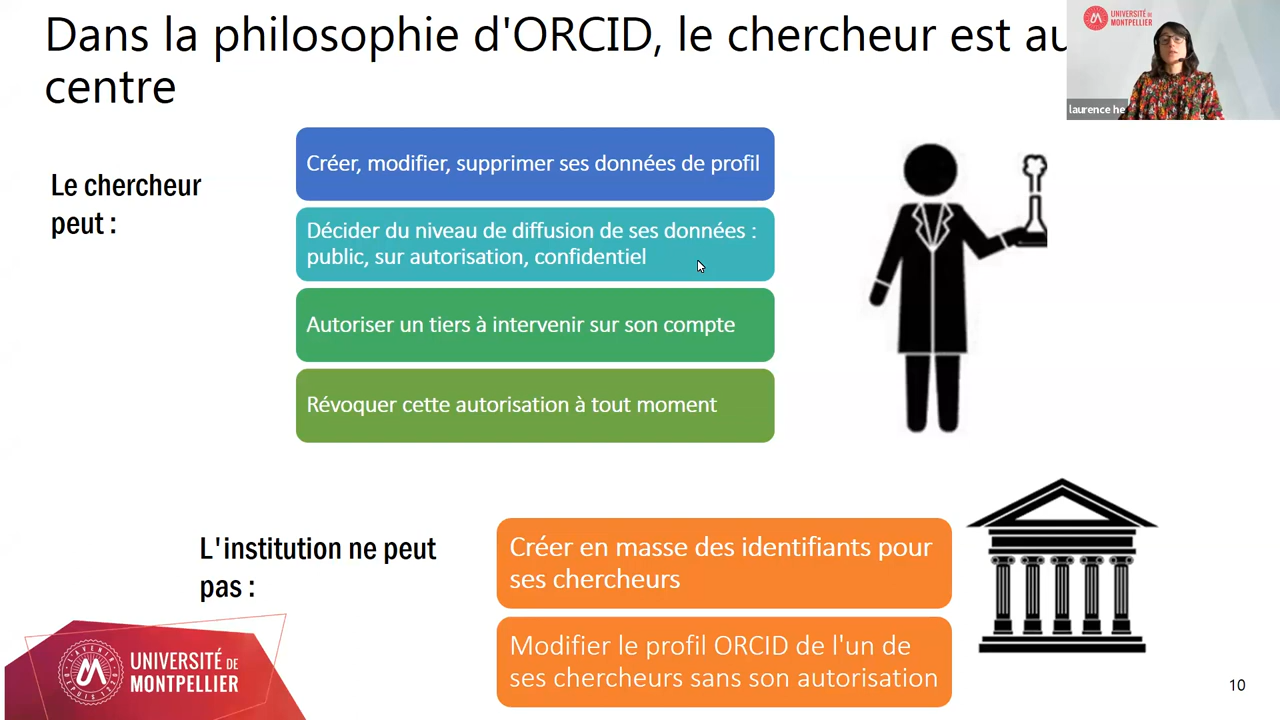 Dans la philosophie d'ORCID, le chercheur est au
centre
UNIVERSITÉ DE
MONTPELLIER
laurence he
Le chercheur
peut :
Créer, modifier, supprimer ses données de profil
Décider du niveau de diffusion de ses données :
public, sur autorisation, confidentiel
Autoriser un tiers à intervenir sur son compte
Révoquer cette autorisation à tout moment
L'institution ne peut
pas :
Créer en masse des identifiants pour
ses chercheurs
Modifier le profil ORCID de l'un de
ses chercheurs sans son autorisation
UNIVERSITÉ DE
MONTPELLIER
10